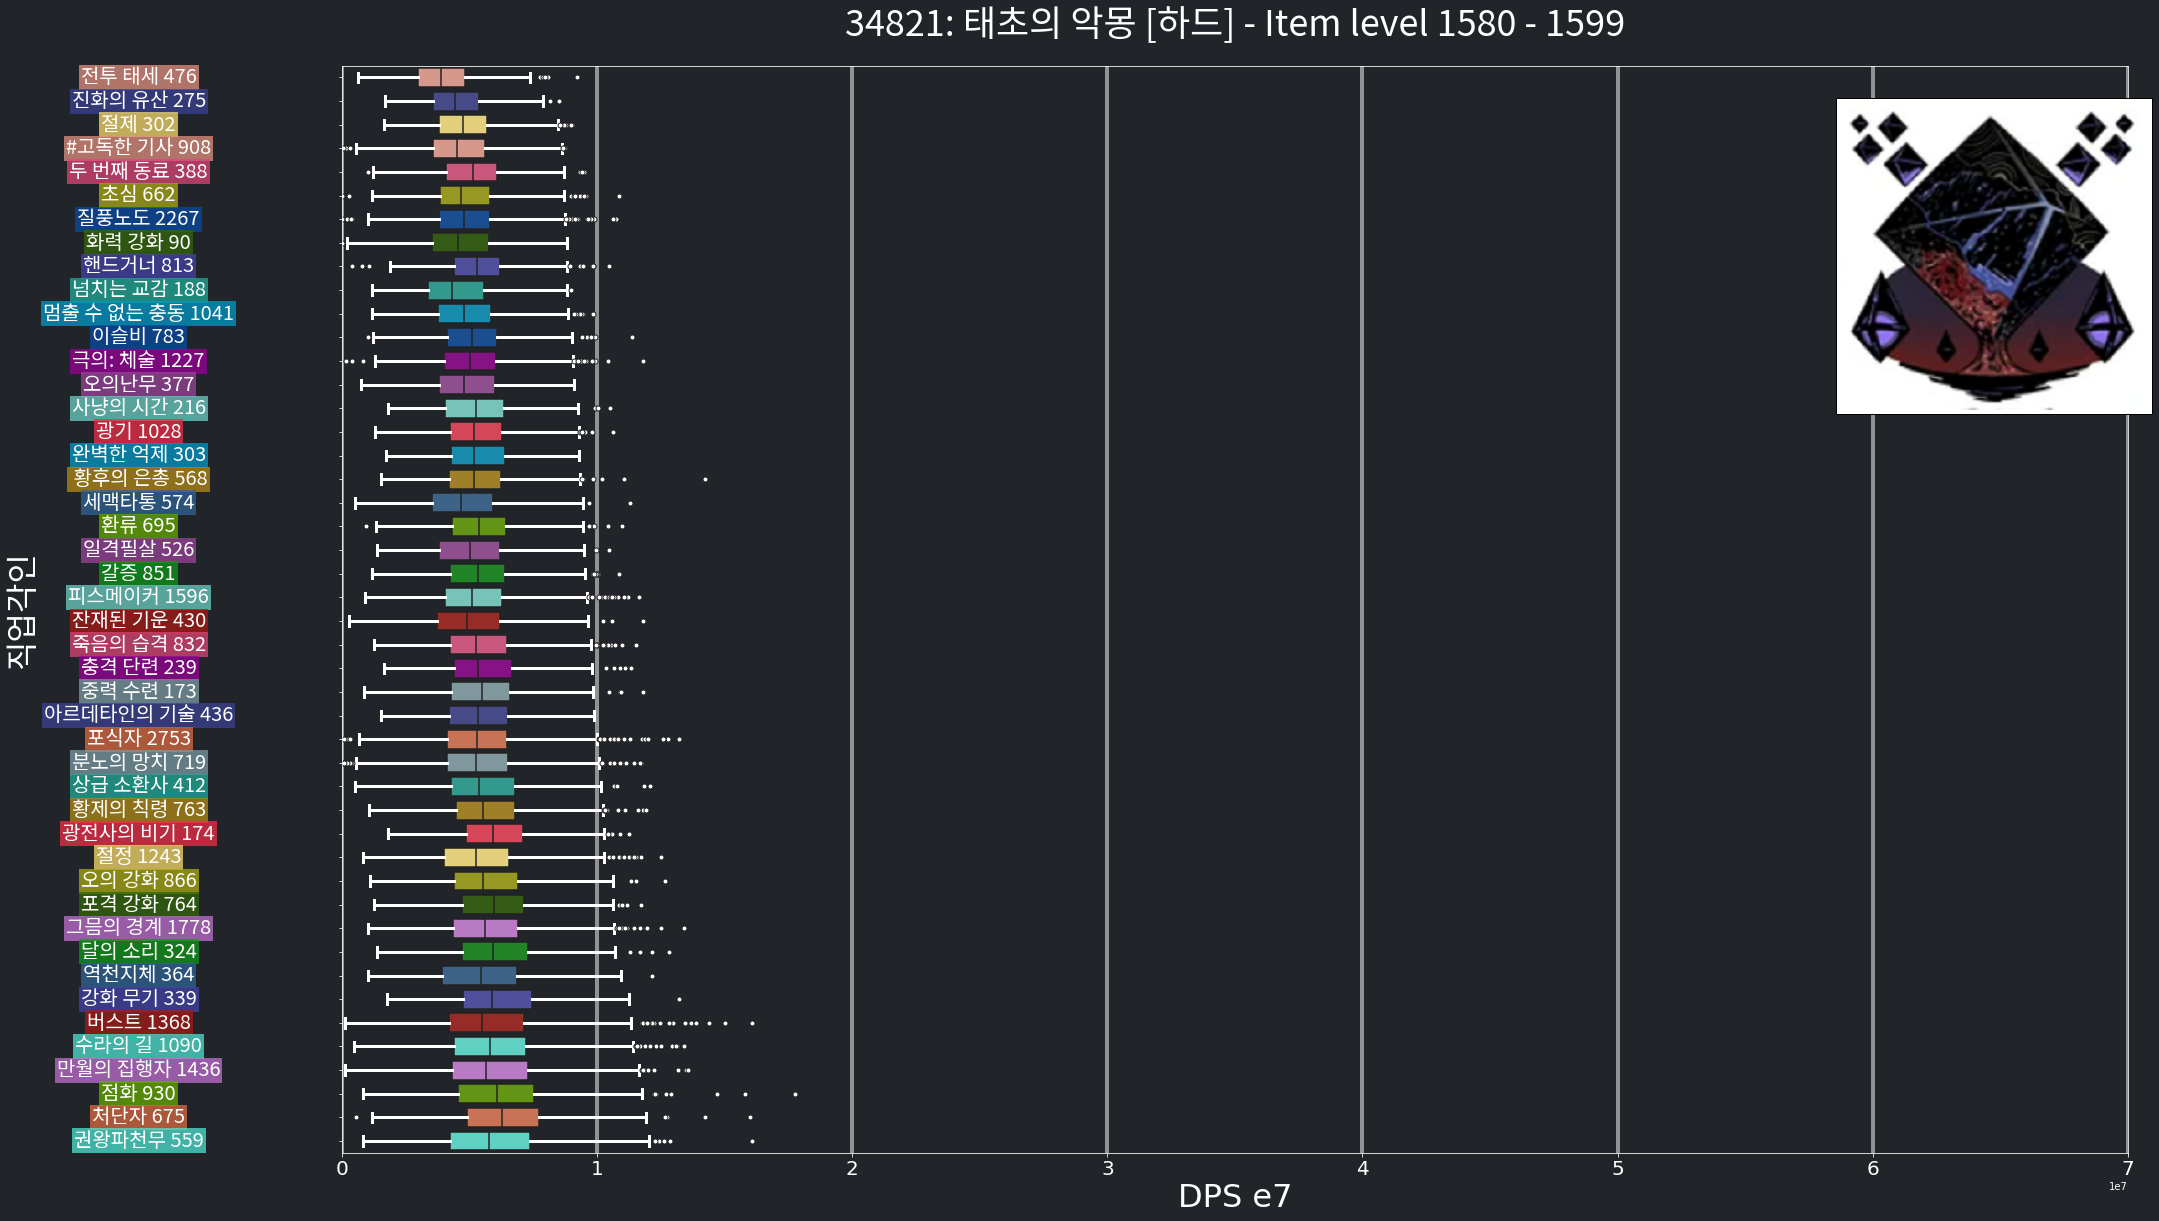 34821: 태초의 악몽 [하드] - Item level 1580 - 1599
전투 태세 476
진화의 유산 275
절제 302
#고독한 기사 908
두 번째 동료 388
초심 662
질풍노도 2267
화력 강화 90
핸드거너 813
넘치는 교감 188
멈출 수 없는 충동 1041
이슬비 783
극의: 체술 1227
오의난무 377
사냥의 시간 216
광기 1028
완벽한 억제 303
황후의 은총 568
세맥타통 574
환류 695
일격필살 526
갈증 851
피스메이커 1596
잔재된 기운 430
죽음의 습격 832
충격 단련 239
중력 수련 173
아르데타인의 기술 436
포식자 2753
분노의 망치 719
상급 소환사 412
황제의 칙령 763
광전사의 비기 174
절정 1243
오의 강화 866
포격 강화 764
그믐의 경계 1778
달의 소리 324
역천지체 364
강화 무기 339
버스트 1368
수라의 길 1090
만월의 집행자 1436
점화 930
처단자 675
권왕파천무 559
직업각인
0 1 2 3 4 5 6 7
1e7
DPS e7